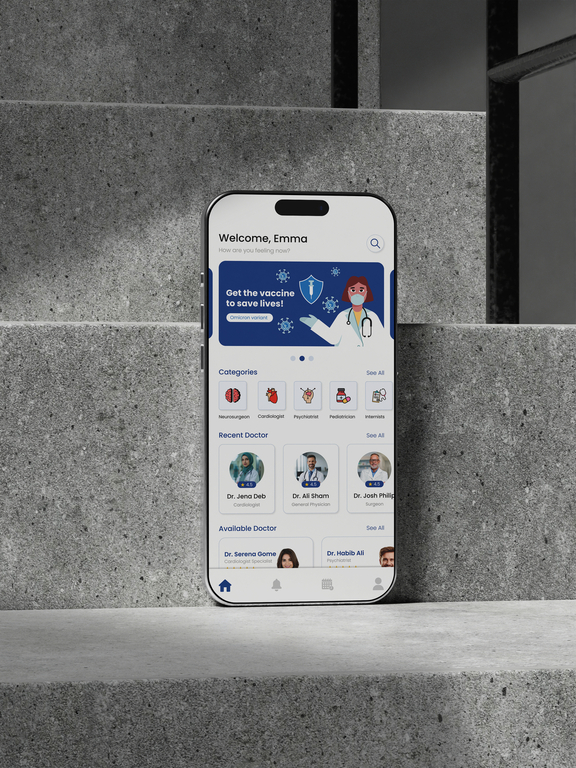 Welcome, Emma
How are you feeling now?
Get the vaccine
to save lives!
Omicron variant
Categories
See All
Neurosurgeon
Cardiologist
Psychiatrist
Pediatrician
Internists
Recent Doctor
See All
4.5
4.5
4.5
Dr. Jena Deb
Dr. Ali Sham
Dr. Josh Philip
Cardiologist
General Physician
Surgeon
Available Doctor
See All
Dr. Serena Gome
Dr. Habib Ali
Cardiologist Specialist
Psychiatrist